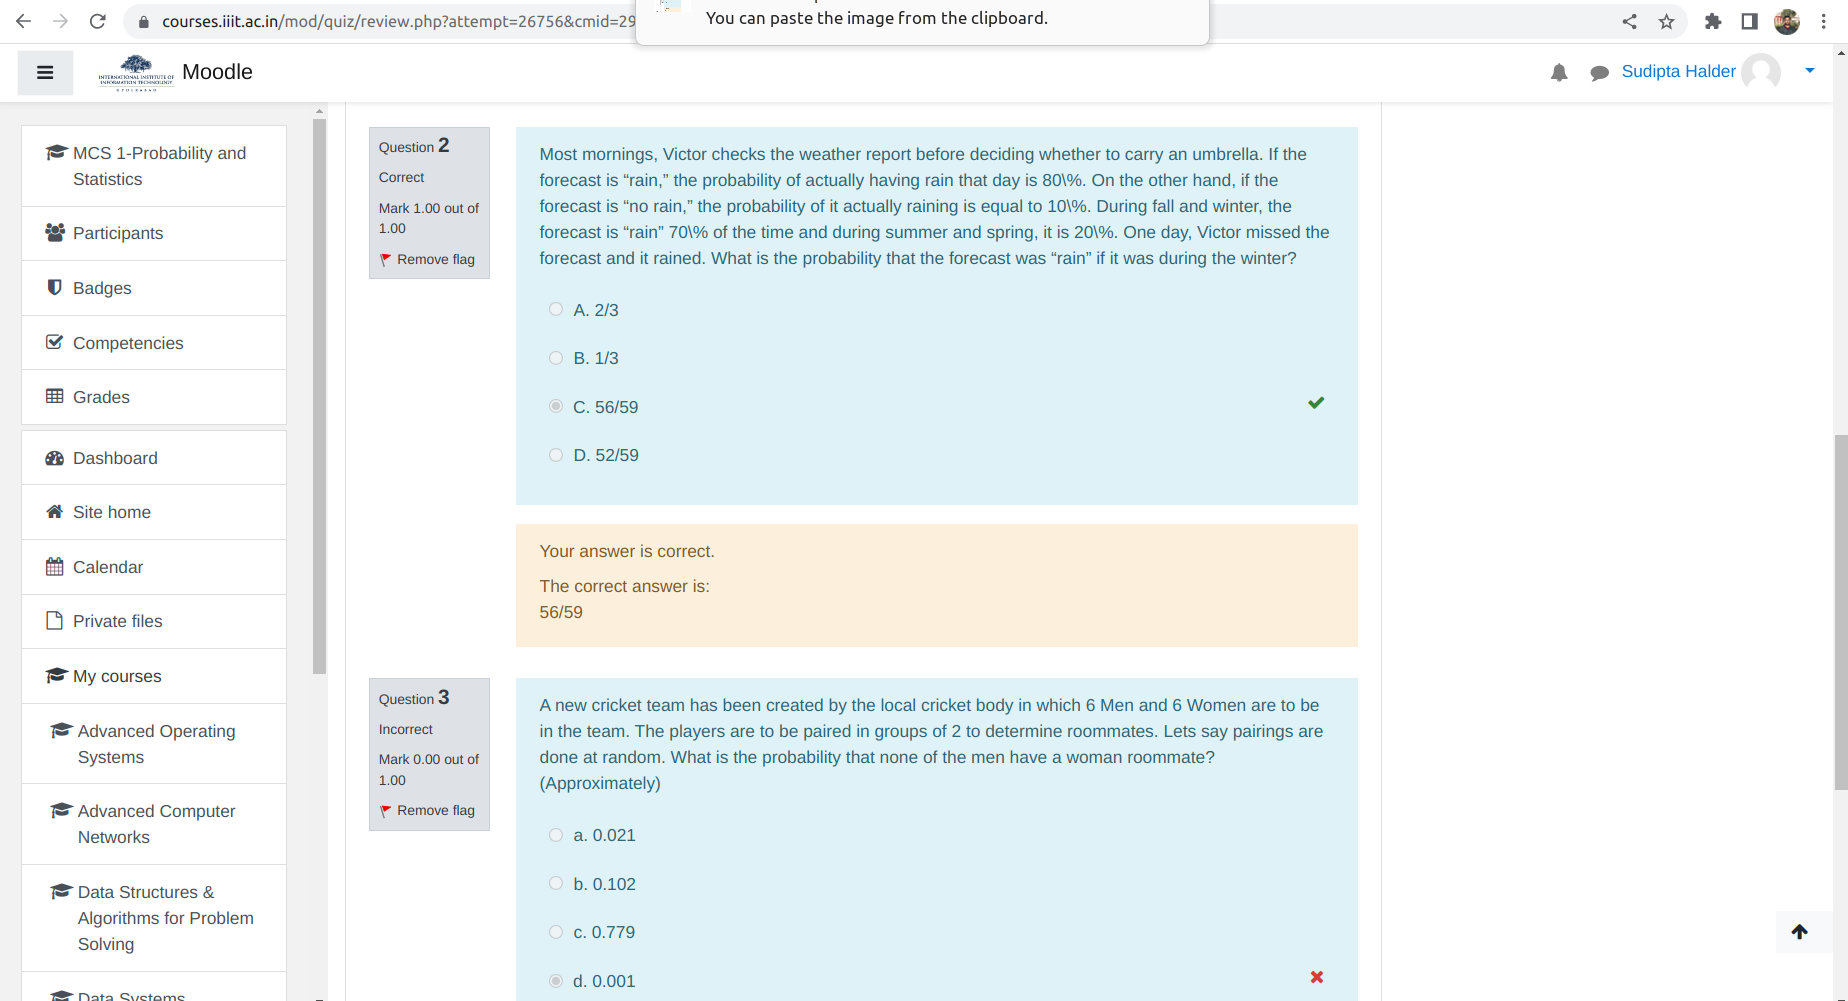 You can paste the image from the clipboard.
courses.iiit.ac.in/mod/quiz/review.php?attempt=26756&cmid=29
INTERNATIONAL INSTITUTE OF
INFORMATION TECHNOLOGY
HYDERABAD
Moodle
Sudipta Halder
MCS 1-Probability and
Statistics
Participants
Badges
Competencies
Grades
Dashboard
Site home
Calendar
Private files
My courses
Advanced Operating
Systems
Advanced Computer
Networks
Data Structures &
Algorithms for Problem
Solving
Data Systems
Question 2
Correct
Mark 1.00 out of
1.00
Remove flag
Most mornings, Victor checks the weather report before deciding whether to carry an umbrella. If the
forecast is “rain,” the probability of actually having rain that day is 80\%. On the other hand, if the
forecast is “no rain,” the probability of it actually raining is equal to 10\%. During fall and winter, the
forecast is “rain” 70\% of the time and during summer and spring, it is 20\%. One day, Victor missed the
forecast and it rained. What is the probability that the forecast was “rain” if it was during the winter?
A. 2/3
B. 1/3
C. 56/59
D. 52/59
Your answer is correct.
The correct answer is:
56/59
Question 3
Incorrect
Mark 0.00 out of
1.00
Remove flag
A new cricket team has been created by the local cricket body in which 6 Men and 6 Women are to be
in the team. The players are to be paired in groups of 2 to determine roommates. Lets say pairings are
done at random. What is the probability that none of the men have a woman roommate?
(Approximately)
a. 0.021
b. 0.102
c. 0.779
d. 0.001